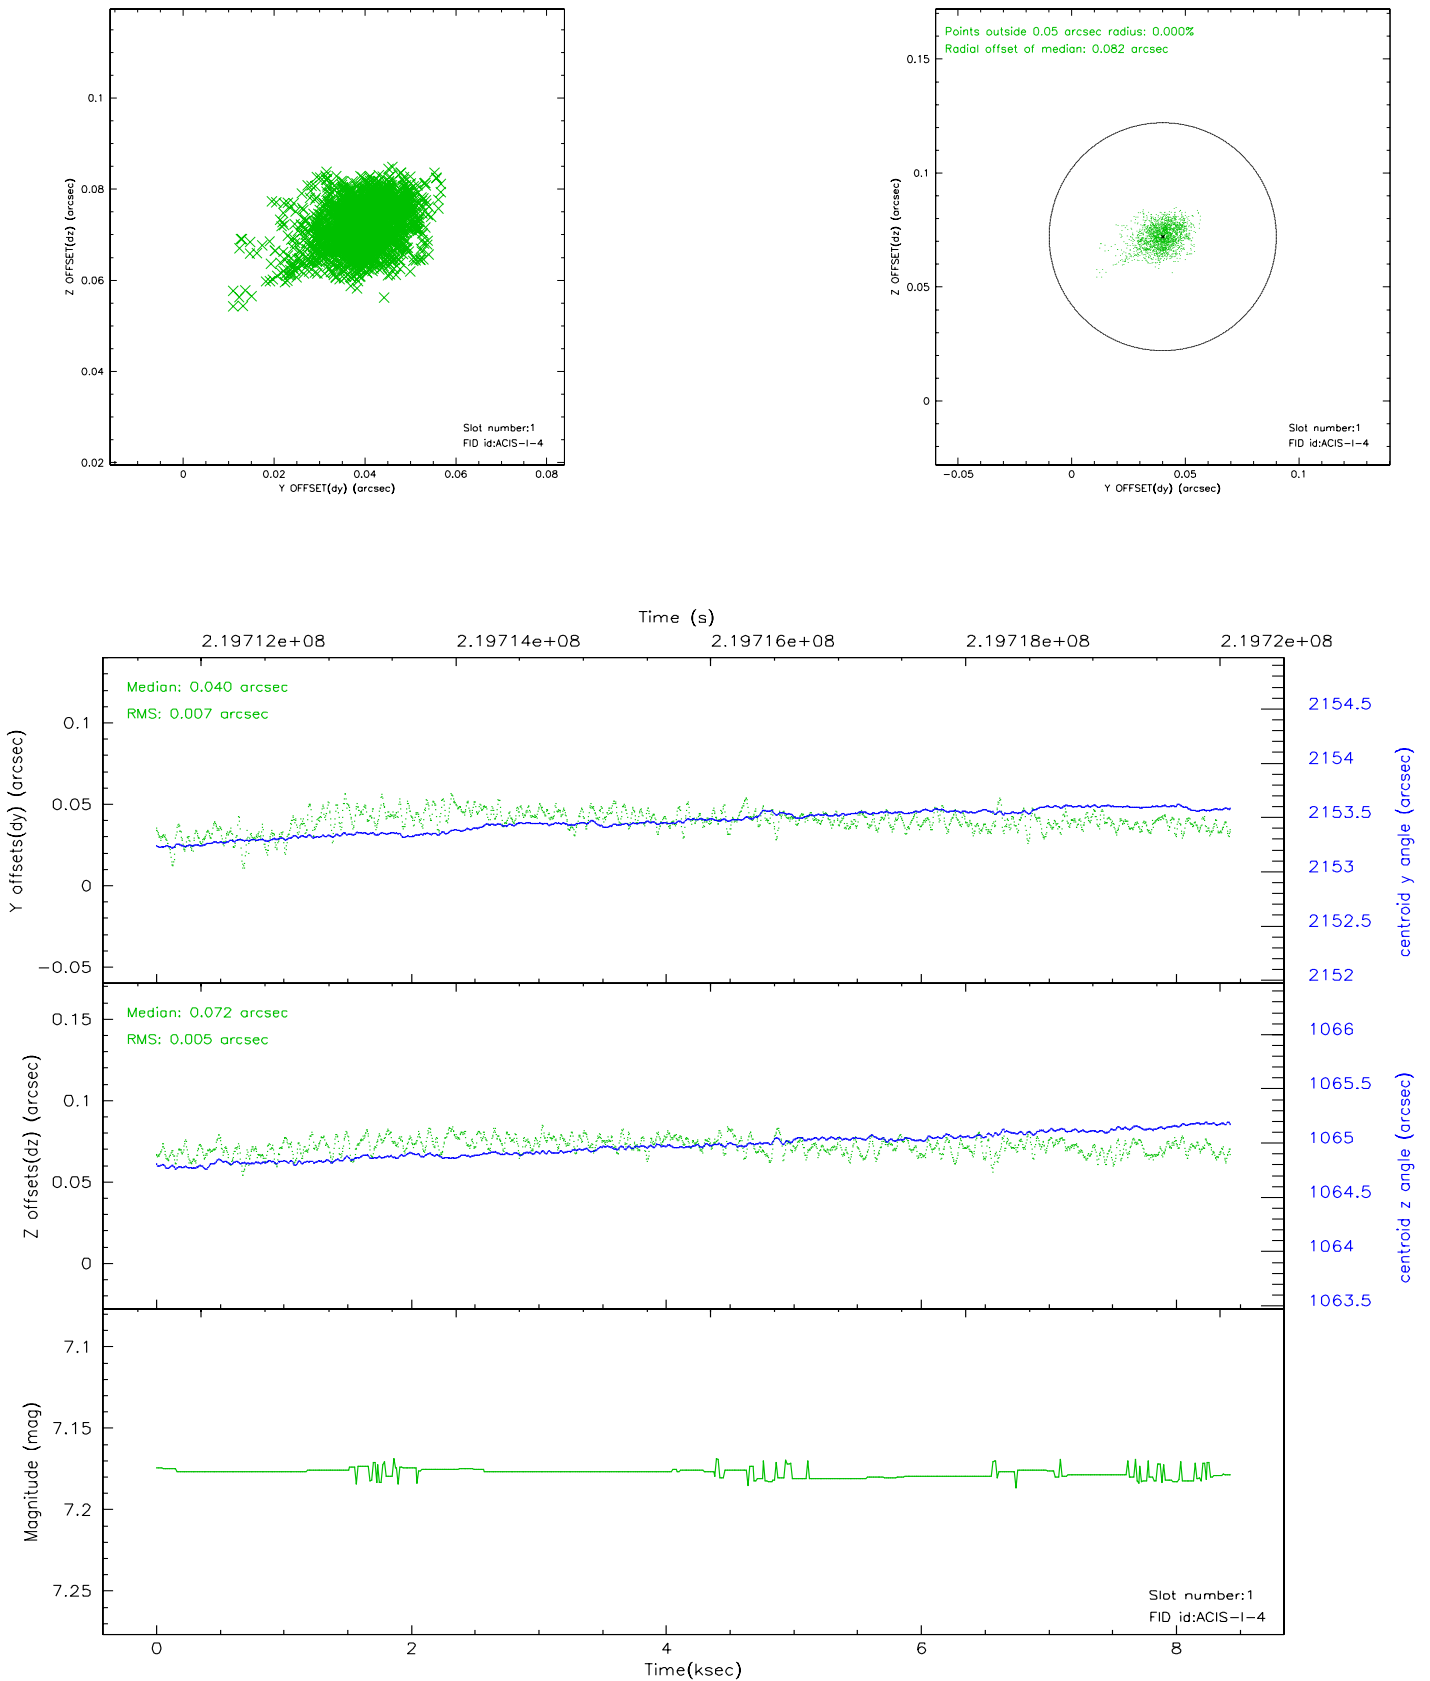 0.1
0.08
0.06
0.04
0.02
Z OFFSET(dz) (arcsec)
Slot number:1
FID id:ACIS-I-4
0 0.02 0.04 0.06 0.08
Y OFFSET(dy) (arcsec)
Points outside 0.05 arcsec radius: 0.000%
Radial offset of median: 0.082 arcsec
0.15
0.1
0.05
0
Z OFFSET(dz) (arcsec)
Slot number:1
FID id:ACIS-I-4
-0.05 0 0.05 0.1
Y OFFSET(dy) (arcsec)
Time (s)
2.19712e+08 2.19714e+08 2.19716e+08 2.19718e+08 2.1972e+08
Median: 0.040 arcsec
RMS: 0.007 arcsec
0.1
0.05
0
-0.05
Y offsets(dy) (arcsec)
2154.5
2154
2153.5
2153
2152.5
2152
centroid y angle (arcsec)
Median: 0.072 arcsec
RMS: 0.005 arcsec
0.15
0.1
0.05
0
Z offsets(dz) (arcsec)
1066
1065.5
1065
1064.5
1064
1063.5
centroid z angle (arcsec)
7.1
7.15
7.2
7.25
Magnitude (mag)
Slot number:1
FID id:ACIS-I-4
0 2 4 6 8
Time(ksec)